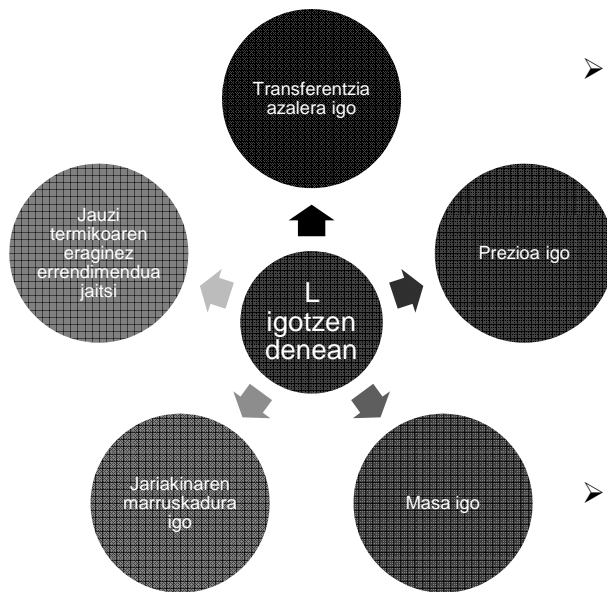 Transferentzia
azalera igo
Jauzi
termikoaren
eraginez
errendimendua
jaitsi
Prezioa igo
L
igotzen
denean
Jariakinaren
marruskadura
igo
Masa igo